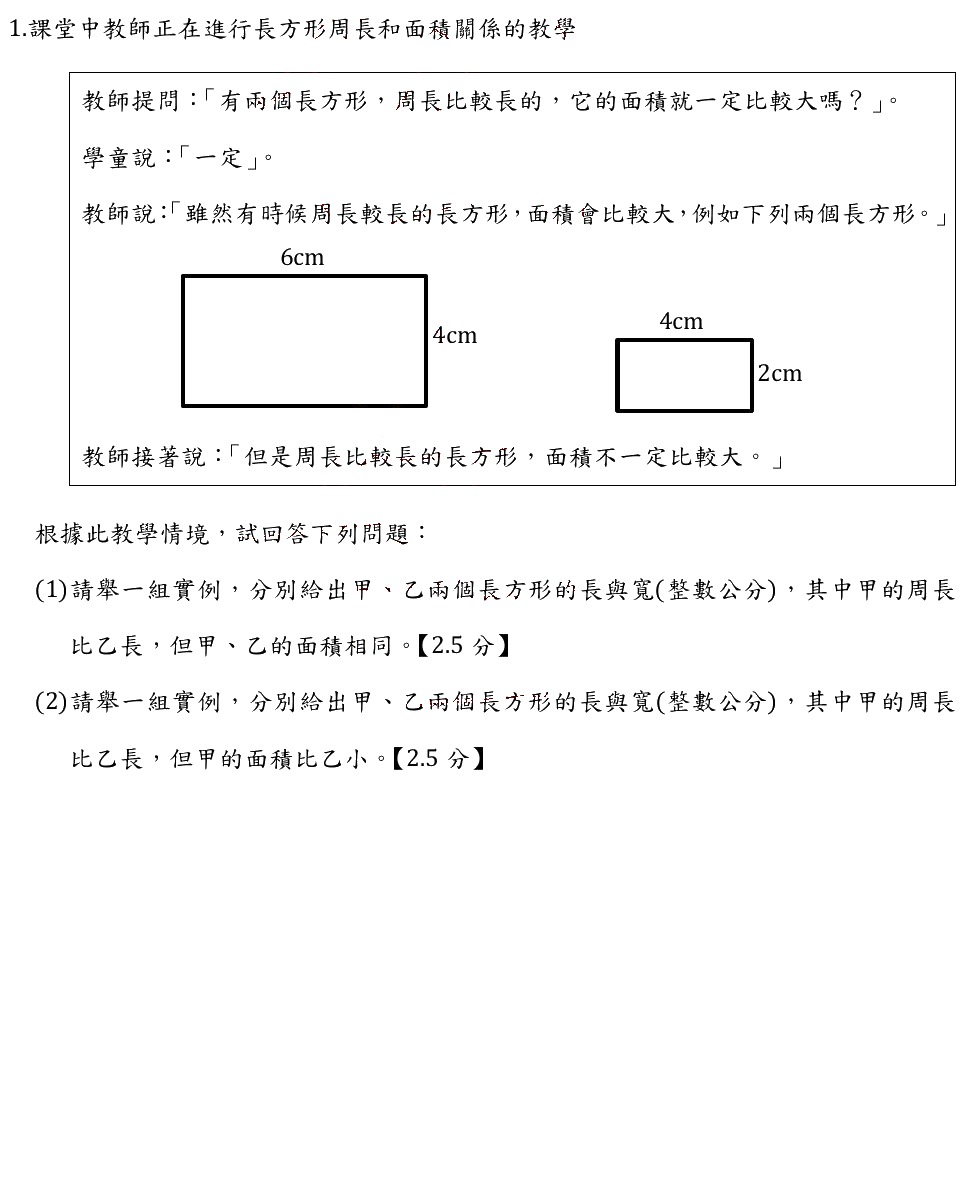 1.課堂中教師正在進行長方形周長和面積關係的教學
教師提問：「有兩個長方形，周長比較長的，它的面積就一定比較大嗎？」。
學童說：「一定」。
教師說：「雖然有時候周長較長的長方形，面積會比較大，例如下列兩個長方形。」
6cm
4cm
4cm
2cm
教師接著說：「但是周長比較長的長方形，面積不一定比較大。」
根據此教學情境，試回答下列問題：
(1)請舉一組實例，分別給出甲、乙兩個長方形的長與寬(整數公分)，其中甲的周長
比乙長，但甲、乙的面積相同。【2.5 分】
(2)請舉一組實例，分別給出甲、乙兩個長方形的長與寬(整數公分)，其中甲的周長
比乙長，但甲的面積比乙小。【2.5 分】